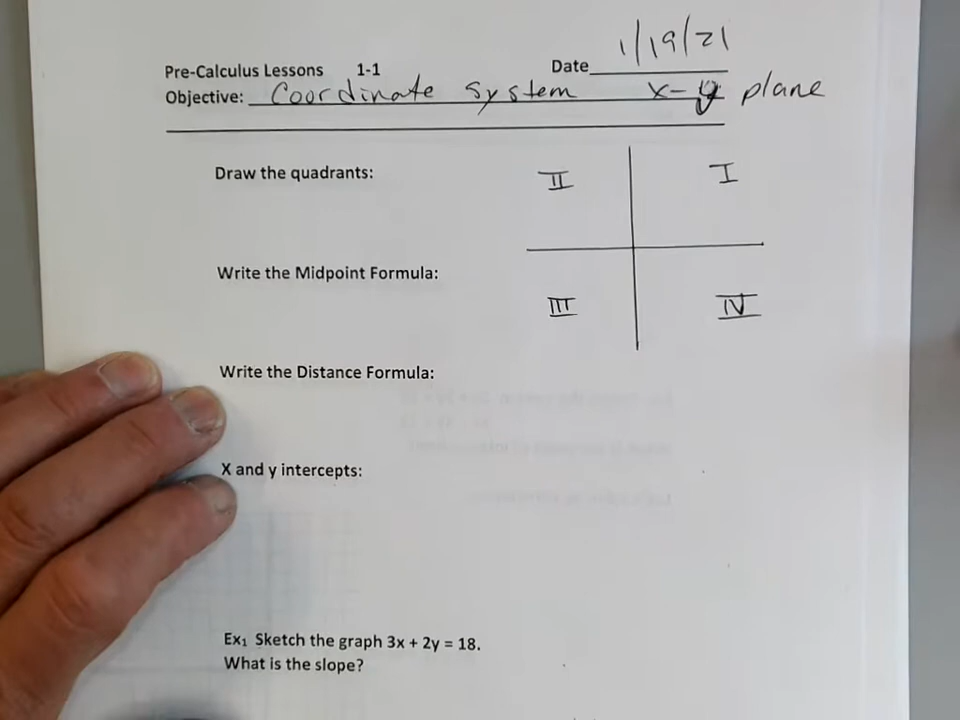 1/19/21
Pre-Calculus Lessons 1-1 Date
Objective: Coordinate system x-y plane
Draw the quadrants:
II I
Write the Midpoint Formula:
III IV
Write the Distance Formula:
X and y intercepts:
Ex₁ Sketch the graph 3x + 2y = 18.
What is the slope?